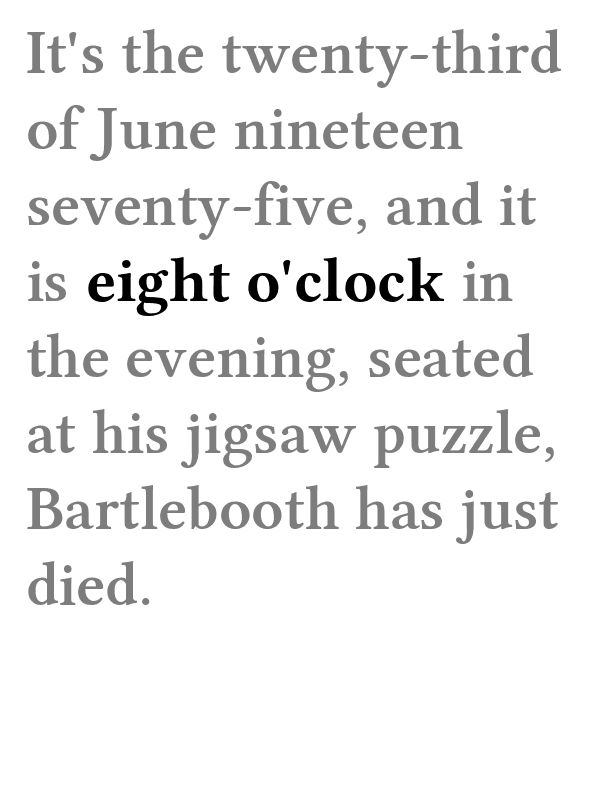 It's the twenty-third
of June nineteen
seventy-five, and it
is eight o'clock in
the evening, seated
at his jigsaw puzzle,
Bartlebooth has just
died.